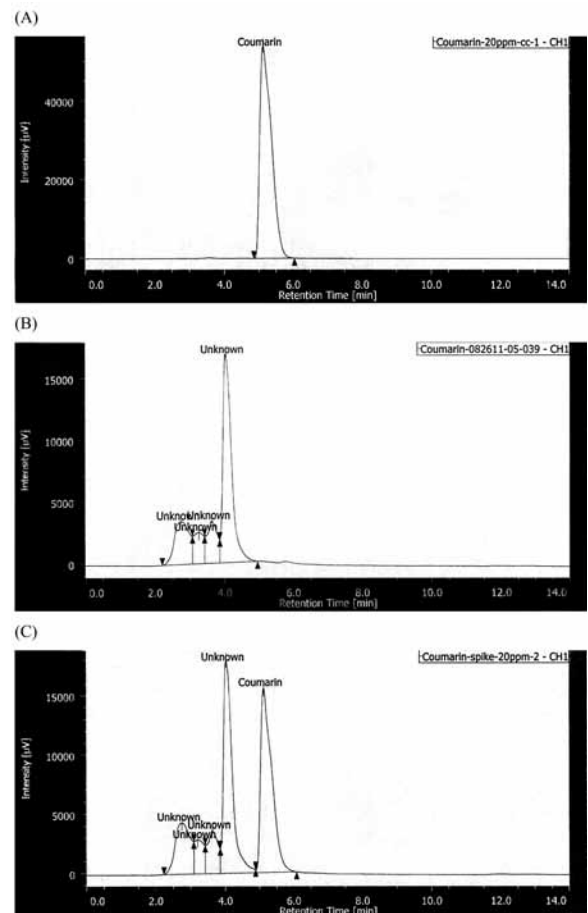 (A)
Coumarin
Coumarin-20ppm-cc-1 - CH1
Intensity [µV]
40000
20000
0
0.0 2.0 4.0 6.0 8.0 10.0 12.0 14.0
Retention Time [min]
(B)
Unknown
Coumarin-082611-05-039 - CH1
Intensity [µV]
15000
10000
5000
0
Unknown
Unknown
Unknown
0.0 2.0 4.0 6.0 8.0 10.0 12.0 14.0
Retention Time [min]
(C)
Unknown
Coumarin
Coumarin-spike-20ppm-2 - CH1
Intensity [µV]
15000
10000
5000
0
Unknown
Unknown
Unknown
0.0 2.0 4.0 6.0 8.0 10.0 12.0 14.0
Retention Time [min]